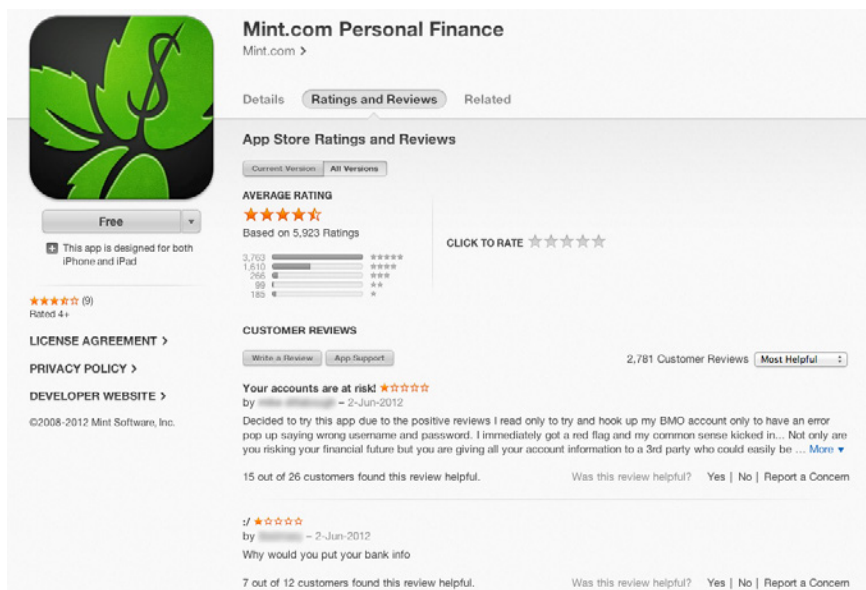 Mint.com Personal Finance
Mint.com >
Details Ratings and Reviews Related
App Store Ratings and Reviews
Current Version All Versions
AVERAGE RATING
Based on 5,923 Ratings
CLICK TO RATE
3,763
1,610
266
99
185
Free
This app is designed for both
iPhone and iPad
(9)
Rated 4+
LICENSE AGREEMENT >
PRIVACY POLICY >
DEVELOPER WEBSITE >
©2008-2012 Mint Software, Inc.
CUSTOMER REVIEWS
Write a Review App Support
2,781 Customer Reviews Most Helpful
Your accounts are at risk!
by – 2-Jun-2012
Decided to try this app due to the positive reviews I read only to try and hook up my BMO account only to have an error
pop up saying wrong username and password. I immediately got a red flag and my common sense kicked in... Not only are
you risking your financial future but you are giving all your account information to a 3rd party who could easily be ... More ▼
15 out of 26 customers found this review helpful. Was this review helpful? Yes | No | Report a Concern
:/
by – 2-Jun-2012
Why would you put your bank info
7 out of 12 customers found this review helpful. Was this review helpful? Yes | No | Report a Concern